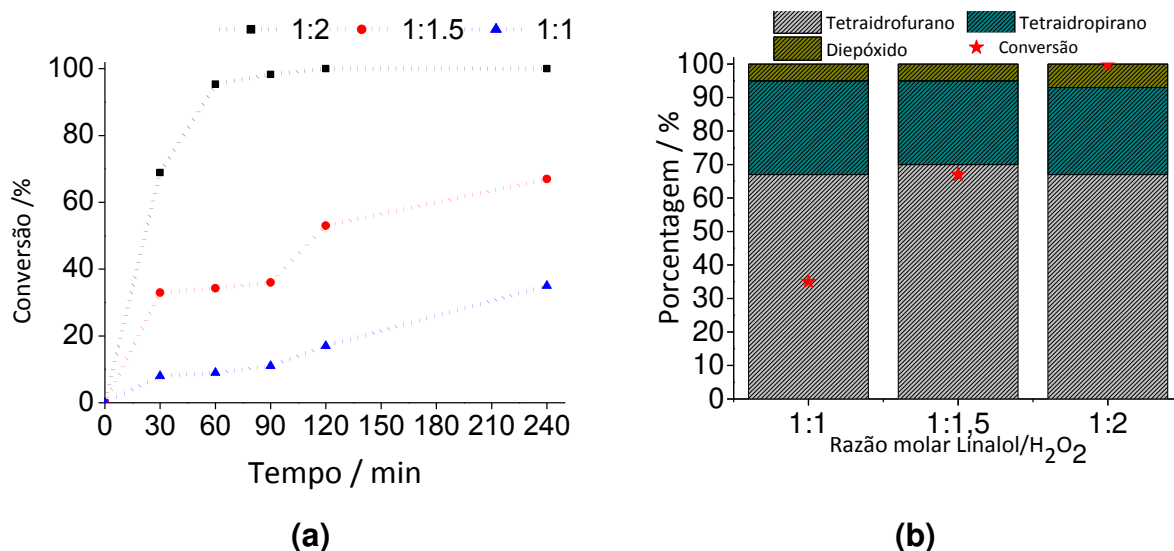 1:2 1:1.5 1:1
100
80
60
40
20
0
Conversão /%
0 30 60 90 120 150 180 210 240
Tempo / min
(a)
Tetraidrofurano Tetraidropirano
Diepóxido Conversão
100
90
80
70
60
50
40
30
20
10
0
Porcentagem / %
1:1 1:1,5 1:2
Razão molar Linalol/H₂O₂
(b)